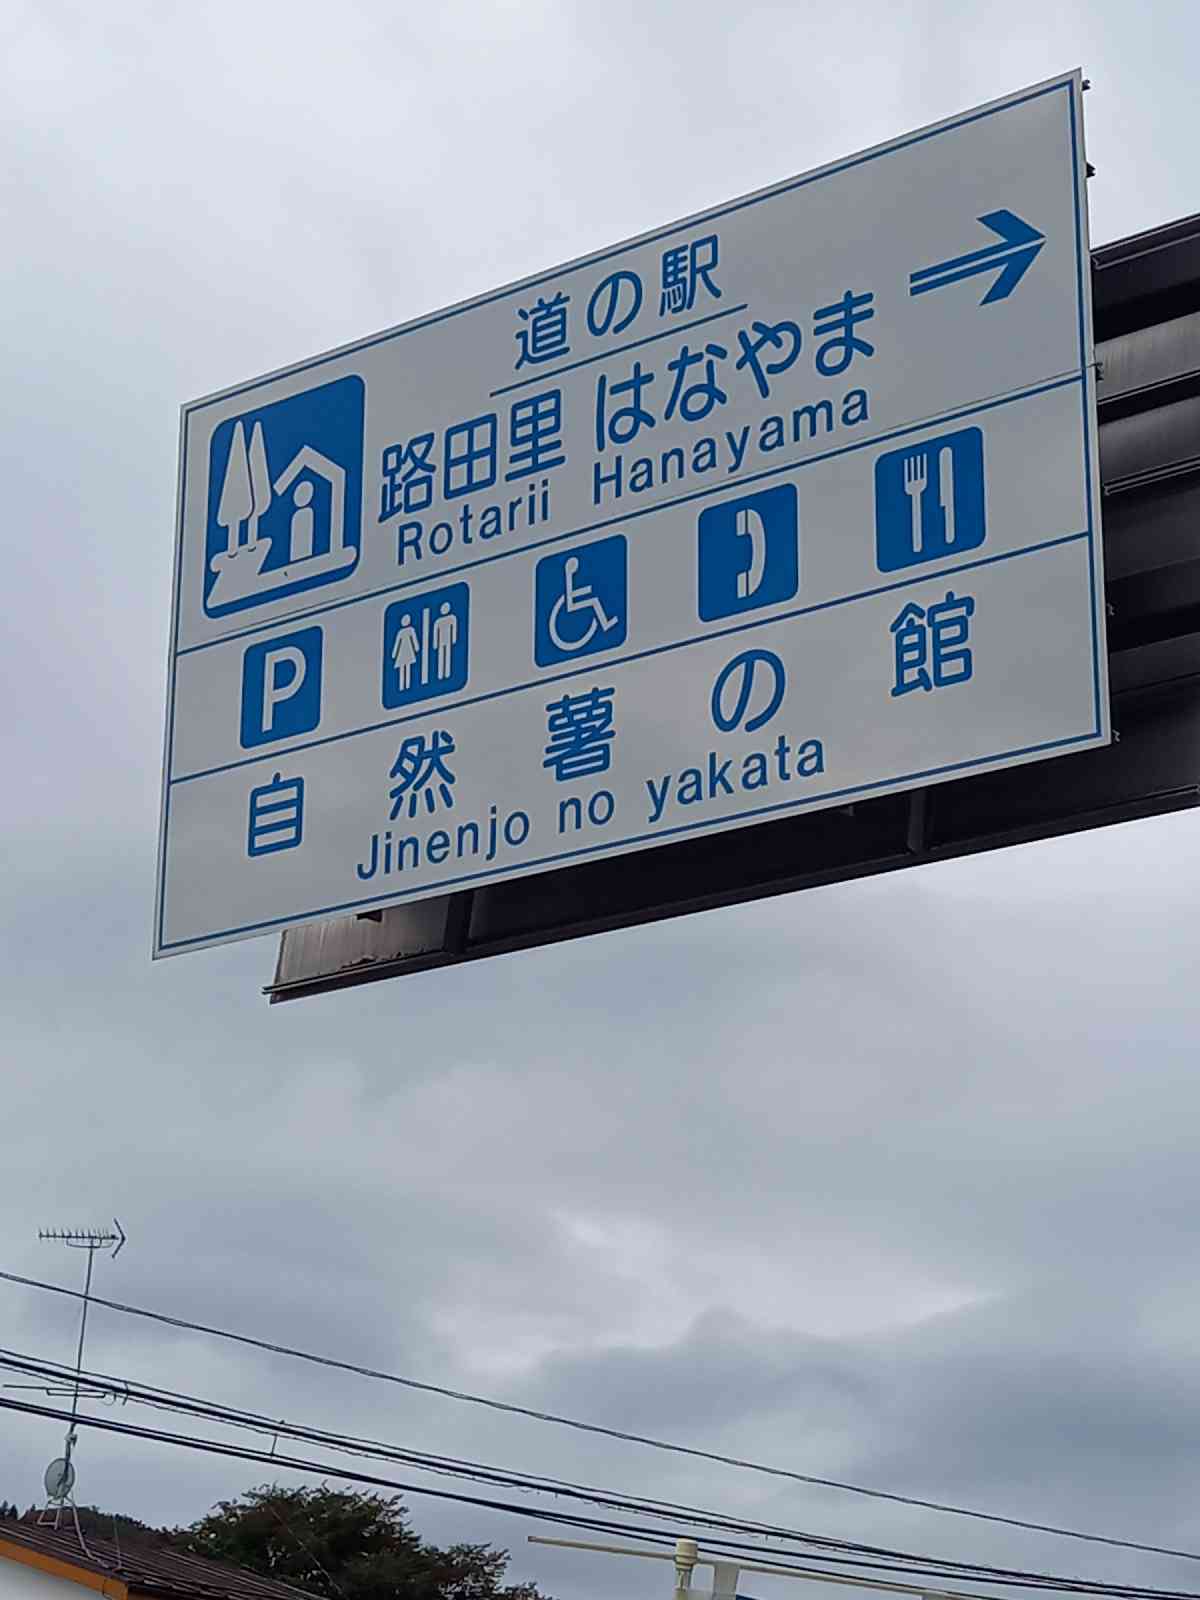 道の駅
路田里 はなやま
Rotarii Hanayama
P
自然薯の館
Jinenjo no yakata